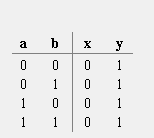 a b x y
0 0 0 1
0 1 0 1
1 0 0 1
1 1 0 1